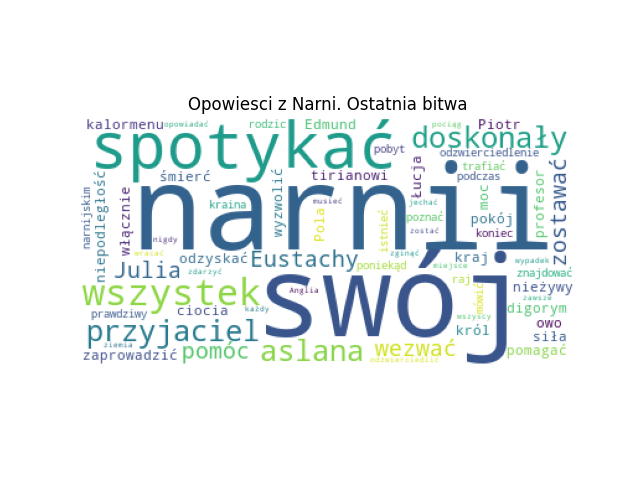 Opowiesci z Narni. Ostatnia bitwa
kalormenu opowiadać rodzic Edmund pociąg Piotr
spotykać doskonały
pobyt odzwierciedlenie
śmierć tirianowi Łucja trafiać podczas
narnijskim niepodległość włącznie narnii wyzwolić zostawać profesor
kraina musieć jechać moc
Pola istnieć poznać pokój
nigdy zostać koniec
wracać odzyskać Eustachy zginąć kraj wypadek
Julia zdarzyć poniekąd miejsce znajdować
wszystek swój raj nieżywy
Anglia mówić zawsze
prawdziwy ciocia każdy digorym
przyjaciel wszyscy owo
ziemia król siła
zaprowadzić pomóc aslana wezwać pomagać
odzwierciedlić